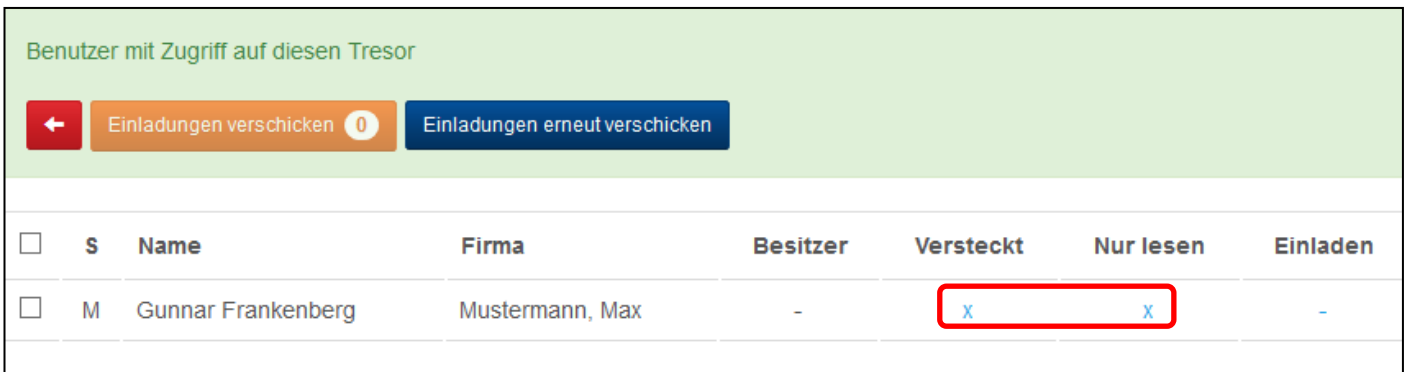 Benutzer mit Zugriff auf diesen Tresor
Einladungen verschicken 0 Einladungen erneut verschicken
S Name Firma Besitzer Versteckt Nur lesen Einladen
M Gunnar Frankenberg Mustermann, Max - x x -